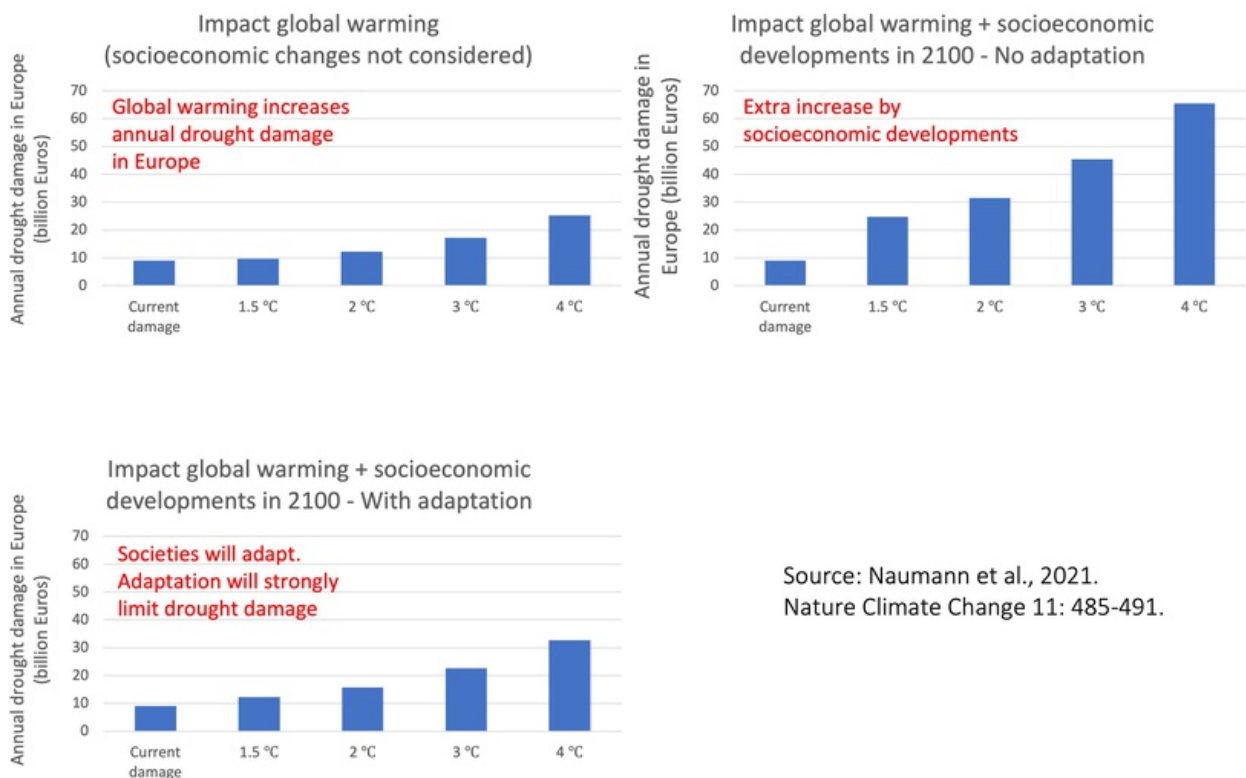 Impact global warming
(socioeconomic changes not considered)
Annual drought damage in Europe
(billion Euros)
70
60
50
40
30
20
10
0
Global warming increases
annual drought damage
in Europe
Current
damage
1.5 °C
2 °C
3 °C
4 °C
Impact global warming + socioeconomic
developments in 2100 - No adaptation
Annual drought damage in
Europe (billion Euros)
70
60
50
40
30
20
10
0
Extra increase by
socioeconomic developments
Current
damage
1.5 °C
2 °C
3 °C
4 °C
Impact global warming + socioeconomic
developments in 2100 - With adaptation
Annual drought damage in Europe
(billion Euros)
70
60
50
40
30
20
10
0
Societies will adapt.
Adaptation will strongly
limit drought damage
Current
damage
1.5 °C
2 °C
3 °C
4 °C
Source: Naumann et al., 2021.
Nature Climate Change 11: 485-491.